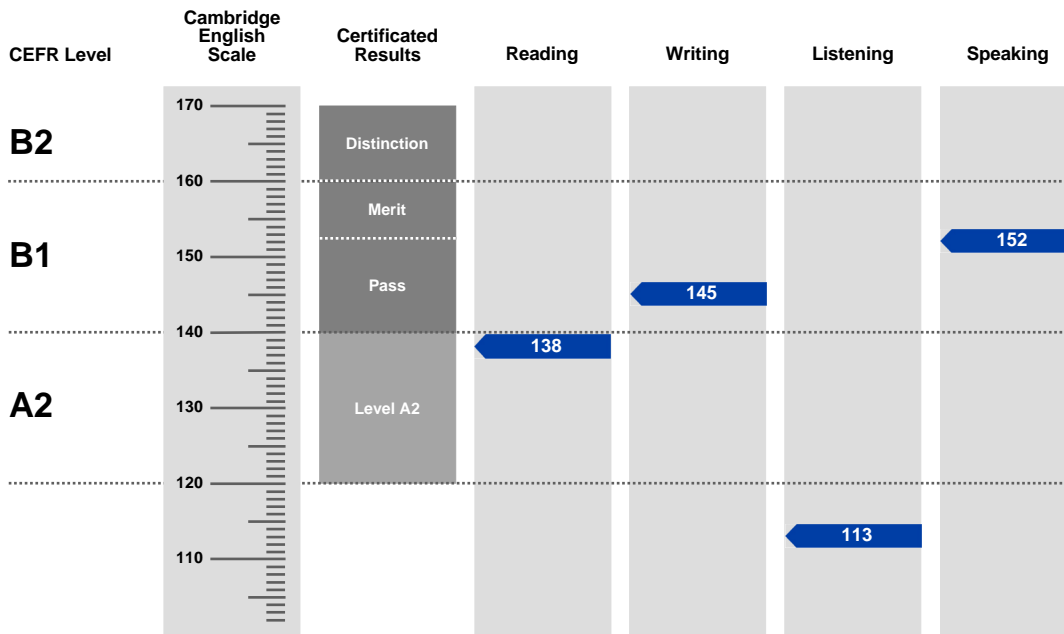 CEFR Level
Cambridge
English
Scale
Certificated
Results
Reading
Writing
Listening
Speaking
170
B2
Distinction
160
Merit
B1
150
152
Pass
145
140
138
A2
130
Level A2
120
113
110